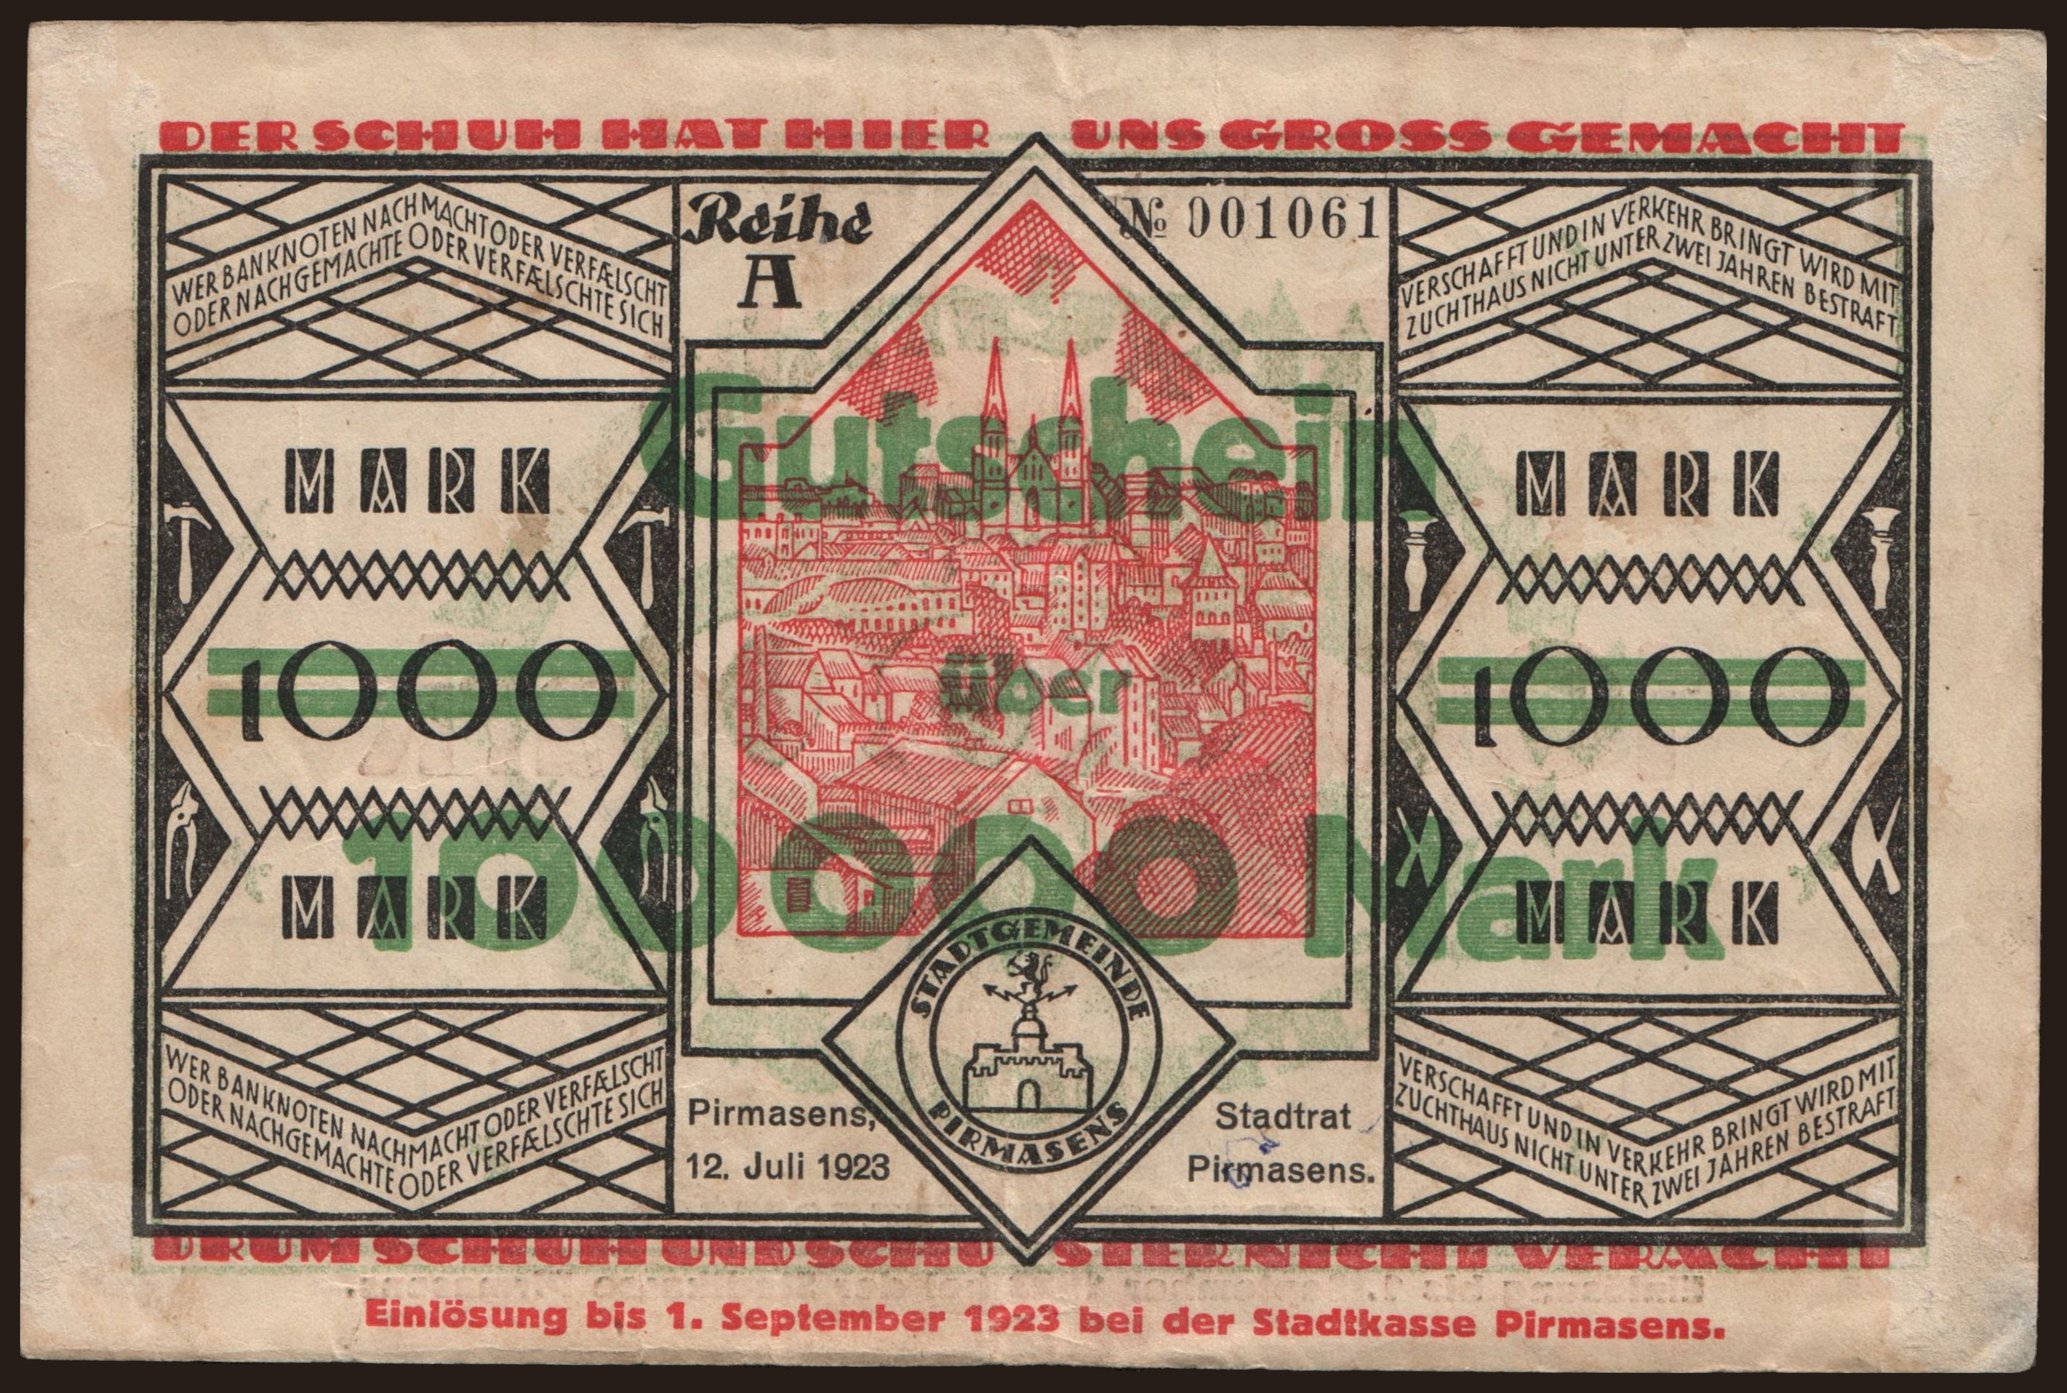 DER SCHUH HAT HIER UNS GROSS GEMACHT
WER BANKNOTEN NACHMACHT ODER VERFÆLSCHT
ODER NACHGEMACHTE ODER VERFÆLSCHTE SICH
Reihe
A
№ 001061
VERSCHAFFT UND IN VERKEHR BRINGT WIRD MIT
ZUCHTHAUS NICHT UNTER ZWEI JAHREN BESTRAFT
Gutschein
MARK
MARK
1000
über
1000
100000 Mark
MARK
MARK
STADTGEMEINDE
PIRMASENS
WER BANKNOTEN NACHMACHT ODER VERFÆLSCHT
ODER NACHGEMACHTE ODER VERFÆLSCHTE SICH
Pirmasens,
12. Juli 1923
Stadtrat
Pirmasens.
VERSCHAFFT UND IN VERKEHR BRINGT WIRD MIT
ZUCHTHAUS NICHT UNTER ZWEI JAHREN BESTRAFT
DRUM SCHUH UND SCHUSTER NICHT VERACHT
Einlösung bis 1. September 1923 bei der Stadtkasse Pirmasens.